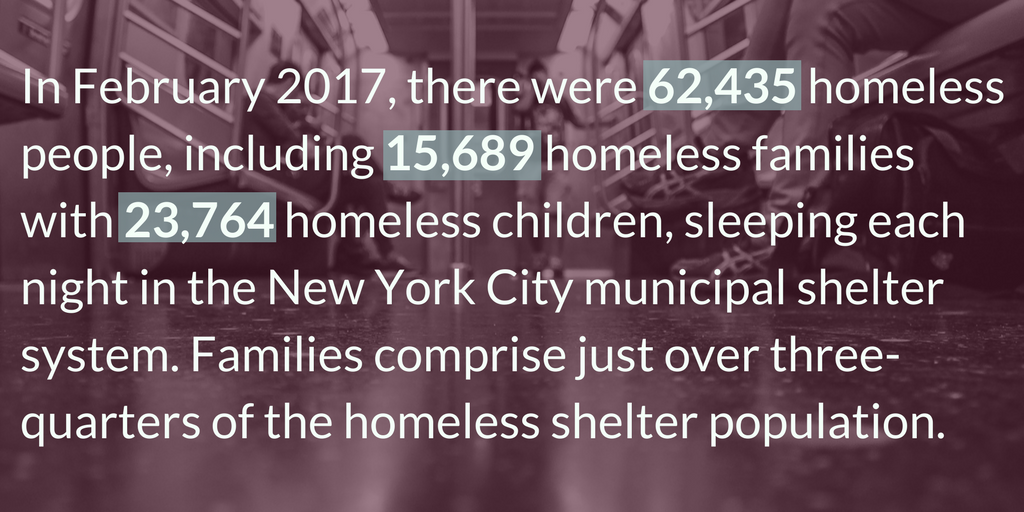 In February 2017, there were 62,435 homeless
people, including 15,689 homeless families
with 23,764 homeless children, sleeping each
night in the New York City municipal shelter
system. Families comprise just over three-
quarters of the homeless shelter population.